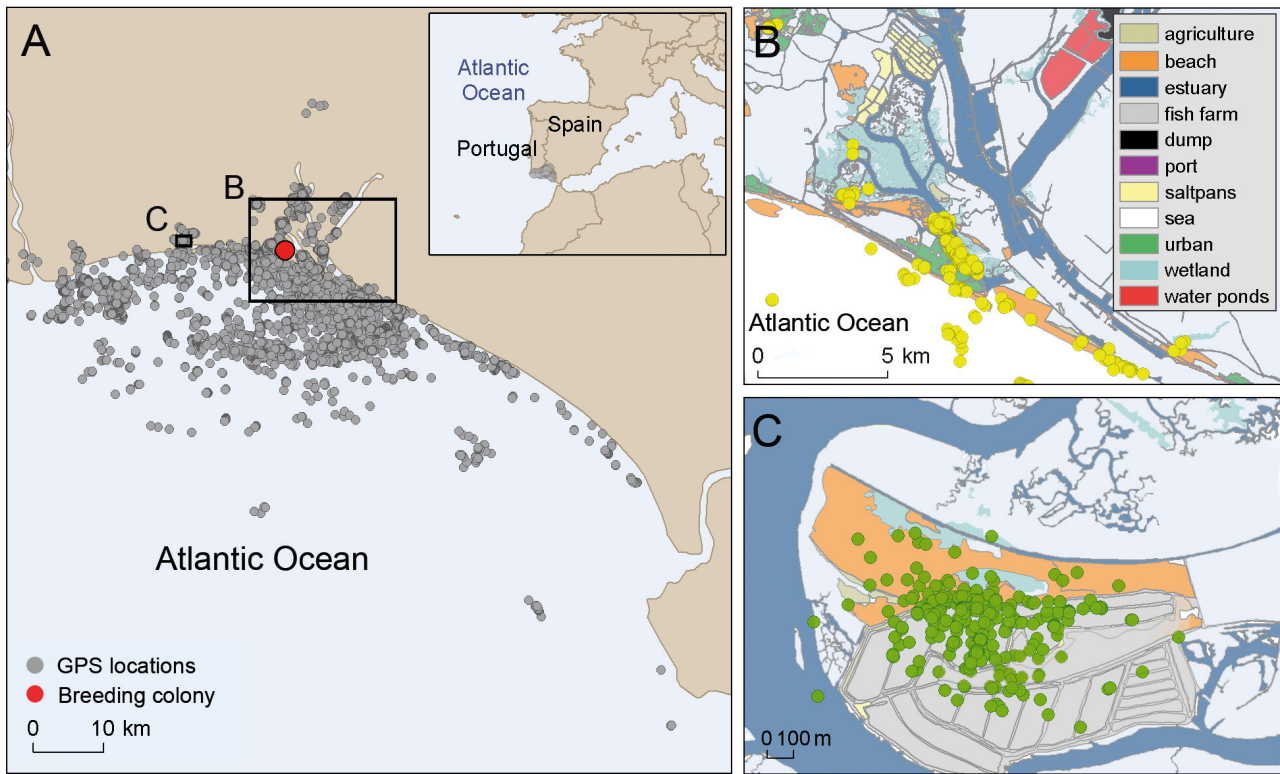 A
Atlantic
Ocean
Spain
Portugal
B
C
Atlantic Ocean
GPS locations
Breeding colony
0 10 km
B
agriculture
beach
estuary
fish farm
dump
port
saltpans
sea
urban
wetland
water ponds
Atlantic Ocean
0 5 km
C
0 100 m